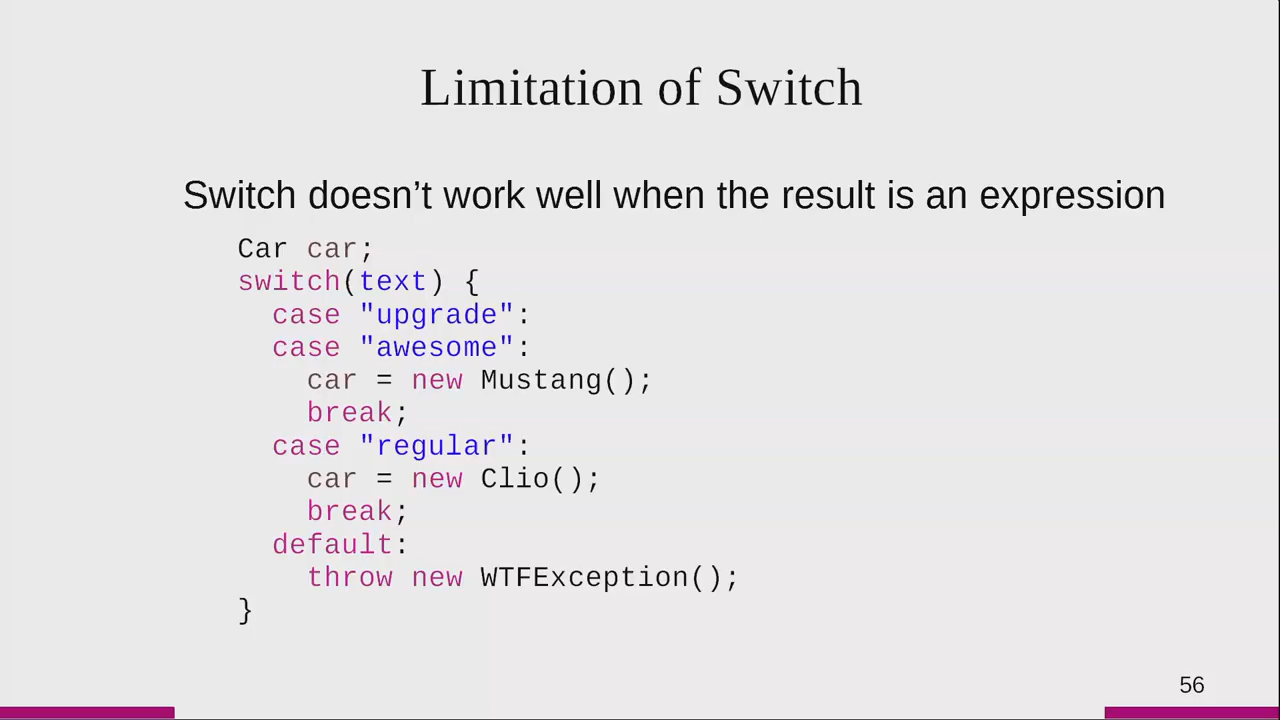 Limitation of Switch
Switch doesn’t work well when the result is an expression
Car car;
switch(text) {
  case "upgrade":
  case "awesome":
    car = new Mustang();
    break;
  case "regular":
    car = new Clio();
    break;
  default:
    throw new WTFException();
}
56